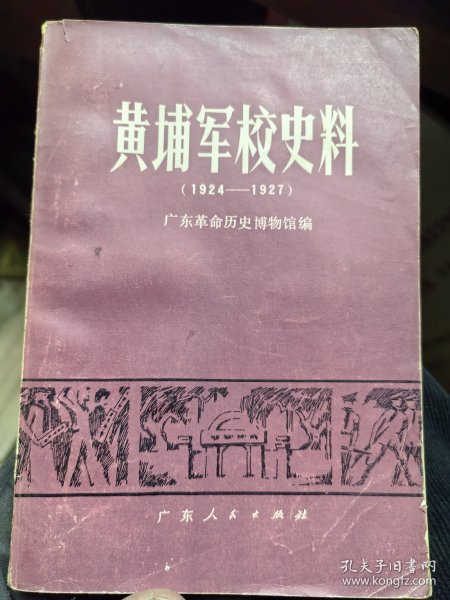 黄埔军校史料
(1924——1927)
广东革命历史博物馆编
广东人民出版社
孔夫子旧书网
www.kongfz.com